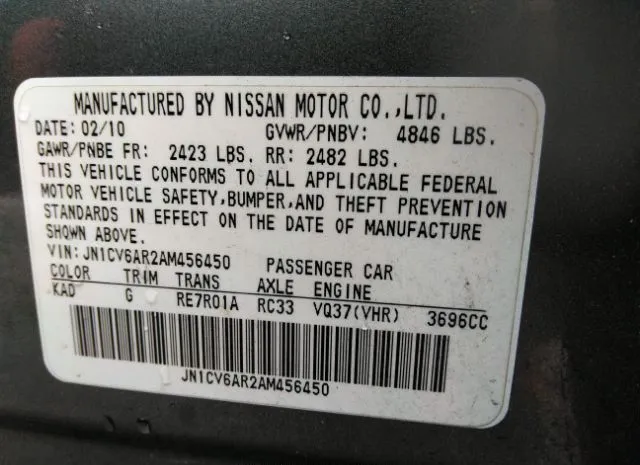 MANUFACTURED BY NISSAN MOTOR CO.,LTD.
DATE: 02/10 GVWR/PNBV: 4846 LBS.
GAWR/PNBE FR: 2423 LBS. RR: 2482 LBS.
THIS VEHICLE CONFORMS TO ALL APPLICABLE FEDERAL
MOTOR VEHICLE SAFETY,BUMPER,AND THEFT PREVENTION
STANDARDS IN EFFECT ON THE DATE OF MANUFACTURE
SHOWN ABOVE.
VIN:JN1CV6AR2AM456450 PASSENGER CAR
COLOR TRIM TRANS AXLE ENGINE
KAD G RE7R01A RC33 VQ37(VHR) 3696CC
JN1CV6AR2AM456450